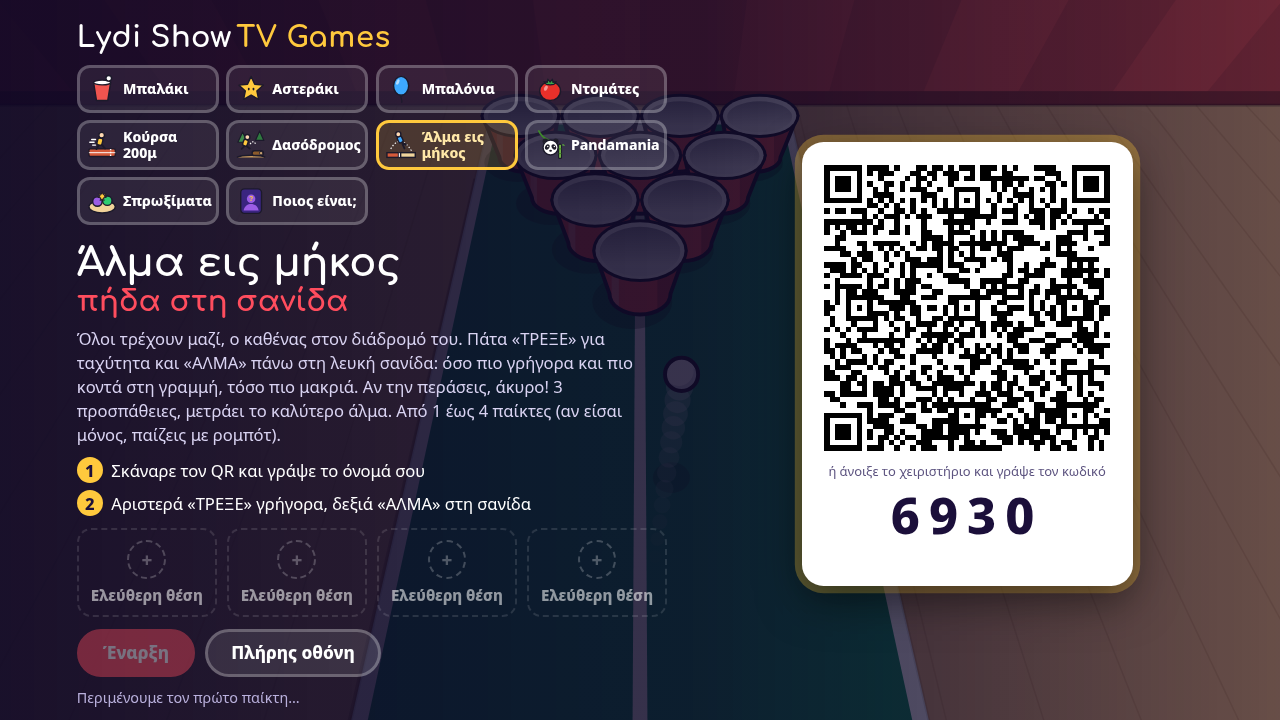 Lydi Show TV Games
Μπαλάκι
Αστεράκι
Μπαλόνια
Ντομάτες
Κούρσα
200μ
Δασόδρομος
Άλμα εις
μήκος
Pandamania
Σπρωξίματα
Ποιος είναι;
Άλμα εις μήκος
πήδα στη σανίδα
Όλοι τρέχουν μαζί, ο καθένας στον διάδρομό του. Πάτα «ΤΡΕΞΕ» για
ταχύτητα και «ΑΛΜΑ» πάνω στη λευκή σανίδα: όσο πιο γρήγορα και πιο
κοντά στη γραμμή, τόσο πιο μακριά. Αν την περάσεις, άκυρο! 3
προσπάθειες, μετράει το καλύτερο άλμα. Από 1 έως 4 παίκτες (αν είσαι
μόνος, παίζεις με ρομπότ).
1 Σκάναρε τον QR και γράψε το όνομά σου
2 Αριστερά «ΤΡΕΞΕ» γρήγορα, δεξιά «ΑΛΜΑ» στη σανίδα
+ + + +
Ελεύθερη θέση Ελεύθερη θέση Ελεύθερη θέση Ελεύθερη θέση
Έναρξη
Πλήρης οθόνη
Περιμένουμε τον πρώτο παίκτη...
ή άνοιξε το χειριστήριο και γράψε τον κωδικό
6930